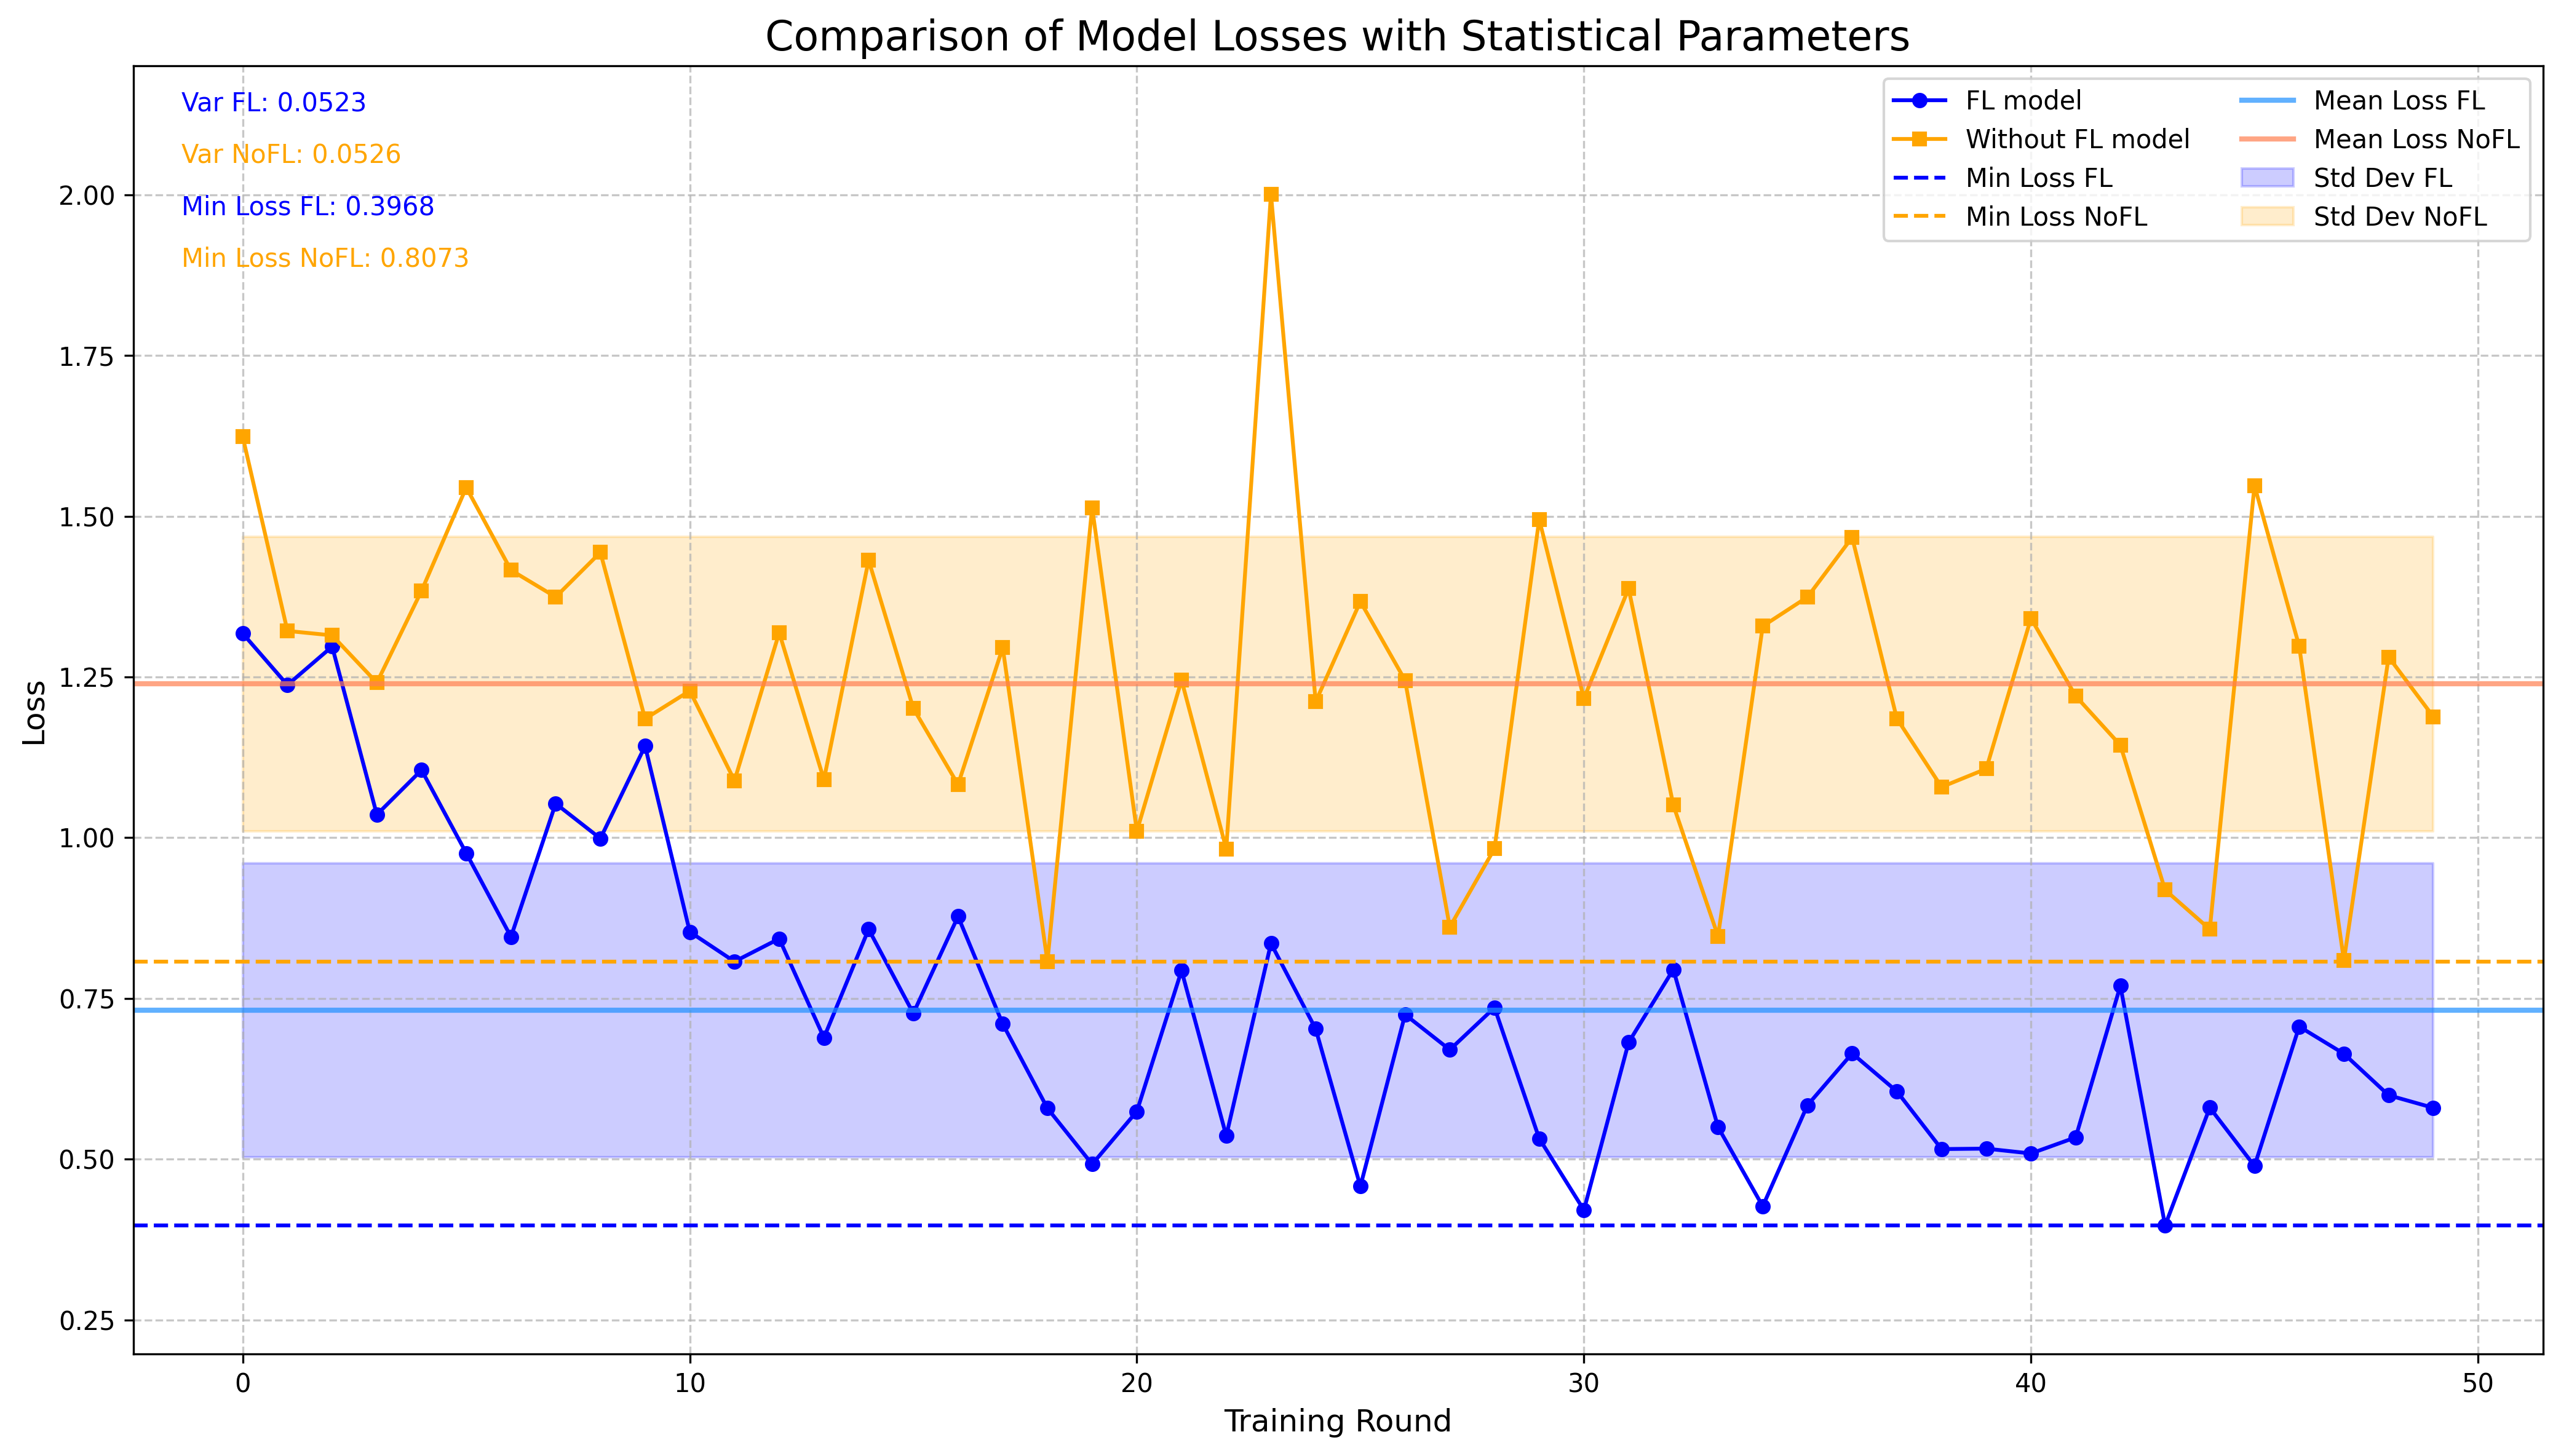 Comparison of Model Losses with Statistical Parameters
Var FL: 0.0523
Var NoFL: 0.0526
Min Loss FL: 0.3968
Min Loss NoFL: 0.8073
FL model
Without FL model
Min Loss FL
Min Loss NoFL
Mean Loss FL
Mean Loss NoFL
Std Dev FL
Std Dev NoFL
Loss
2.00
1.75
1.50
1.25
1.00
0.75
0.50
0.25
0 10 20 30 40 50
Training Round